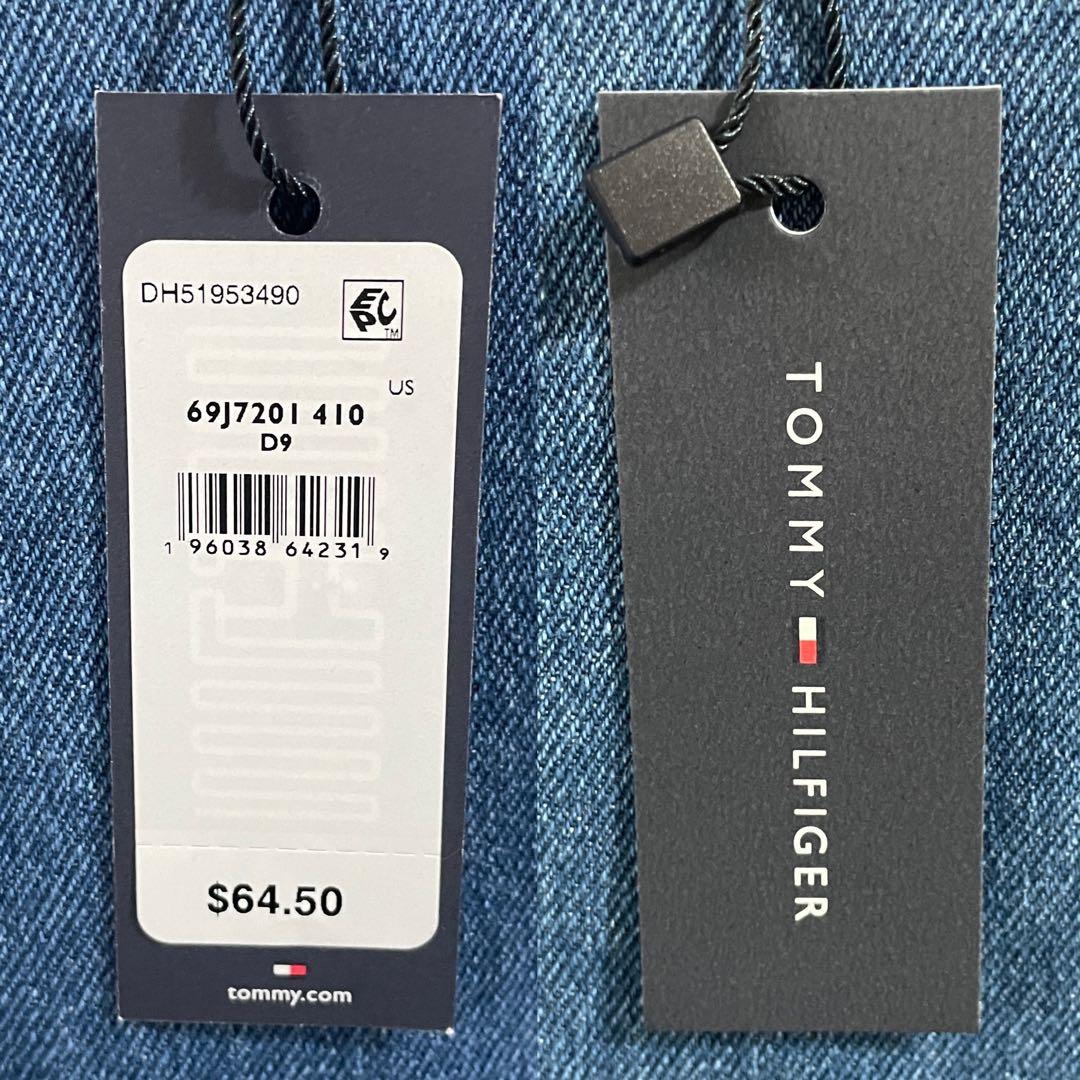 DH51953490
EPC
TM
US
69J7201 410
D9
1 96038 64231 9
$64.50
tommy.com
TOMMY HILFIGER